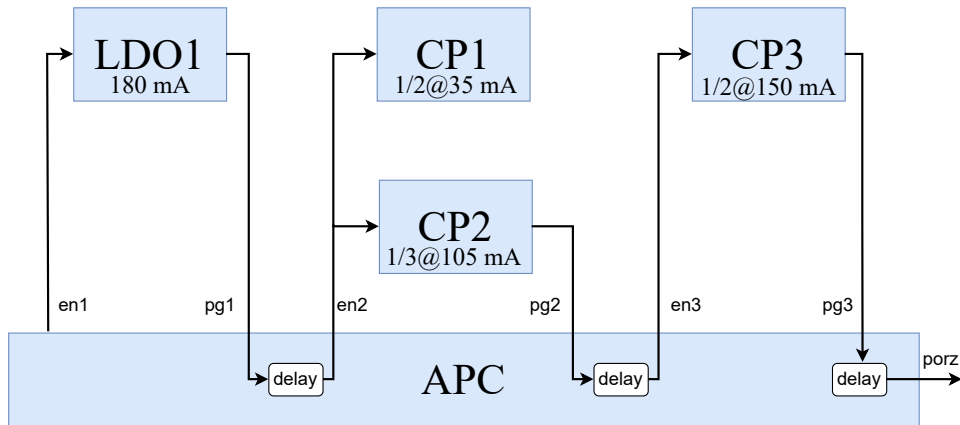 LDO1
180 mA
CP1
1/2@35 mA
CP3
1/2@150 mA
CP2
1/3@105 mA
en1
pg1
en2
pg2
en3
pg3
delay
APC
delay
delay
porz